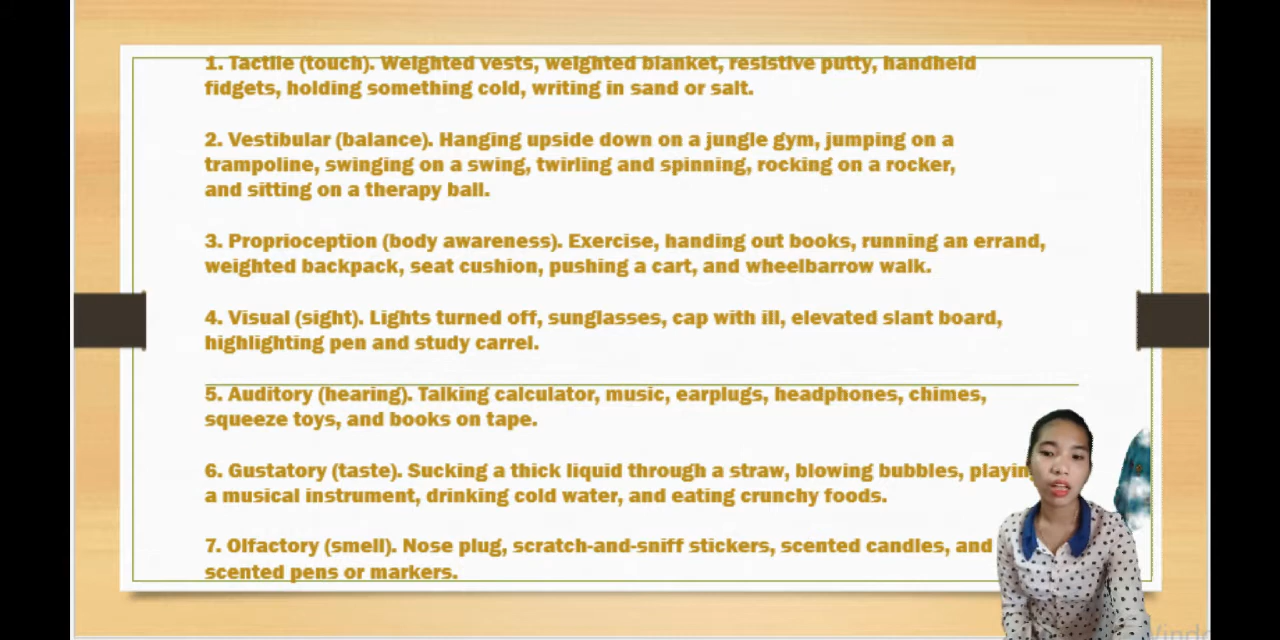 1. Tactile (touch). Weighted vests, weighted blanket, resistive putty, handheld
fidgets, holding something cold, writing in sand or salt.
2. Vestibular (balance). Hanging upside down on a jungle gym, jumping on a
trampoline, swinging on a swing, twirling and spinning, rocking on a rocker,
and sitting on a therapy ball.
3. Proprioception (body awareness). Exercise, handing out books, running an errand,
weighted backpack, seat cushion, pushing a cart, and wheelbarrow walk.
4. Visual (sight). Lights turned off, sunglasses, cap with ill, elevated slant board,
highlighting pen and study carrel.
5. Auditory (hearing). Talking calculator, music, earplugs, headphones, chimes,
squeeze toys, and books on tape.
6. Gustatory (taste). Sucking a thick liquid through a straw, blowing bubbles, playin
a musical instrument, drinking cold water, and eating crunchy foods.
7. Olfactory (smell). Nose plug, scratch-and-sniff stickers, scented candles, and
scented pens or markers.